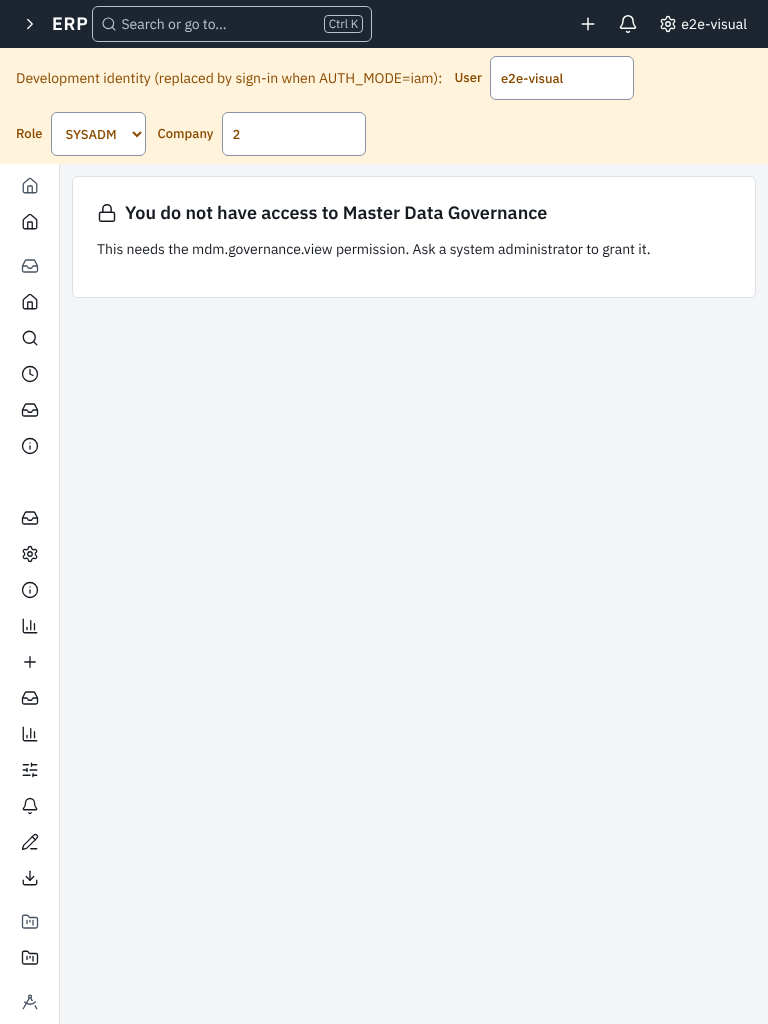 ERP Search or go to... Ctrl K e2e-visual
Development identity (replaced by sign-in when AUTH_MODE=iam): User e2e-visual
Role SYSADM Company 2
You do not have access to Master Data Governance
This needs the mdm.governance.view permission. Ask a system administrator to grant it.